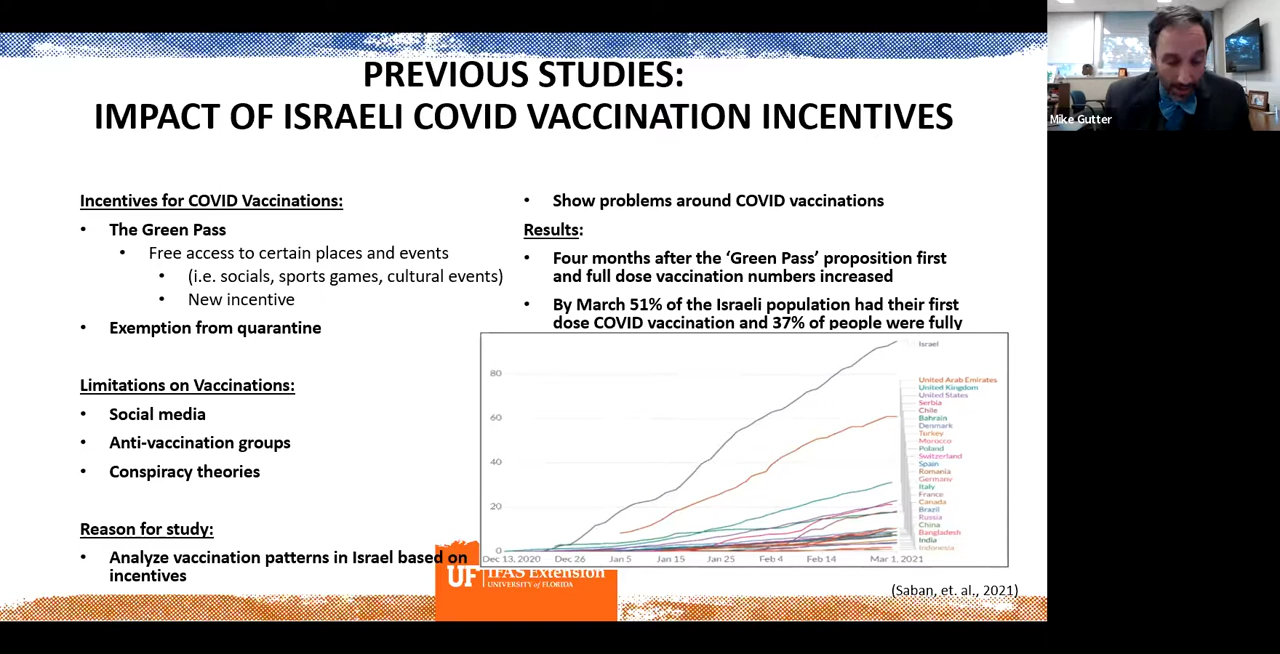 PREVIOUS STUDIES:
IMPACT OF ISRAELI COVID VACCINATION INCENTIVES
Mike Gutter
Incentives for COVID Vaccinations:
• The Green Pass
• Free access to certain places and events
• (i.e. socials, sports games, cultural events)
• New incentive
• Exemption from quarantine
Limitations on Vaccinations:
• Social media
• Anti-vaccination groups
• Conspiracy theories
Reason for study:
• Analyze vaccination patterns in Israel based on
incentives
• Show problems around COVID vaccinations
Results:
• Four months after the ‘Green Pass’ proposition first
and full dose vaccination numbers increased
• By March 51% of the Israeli population had their first
dose COVID vaccination and 37% of people were fully
80
60
40
20
0
Dec 13, 2020 Dec 26 Jan 5 Jan 15 Jan 25 Feb 4 Feb 14 Mar 1, 2021
Israel
United Arab Emirates
United Kingdom
United States
Serbia
Chile
Bahrain
Denmark
Turkey
Morocco
Poland
Switzerland
Spain
Romania
Germany
Italy
France
Canada
Brazil
Russia
China
Bangladesh
India
Indonesia
UF IFAS Extension
UNIVERSITY of FLORIDA
(Saban, et. al., 2021)